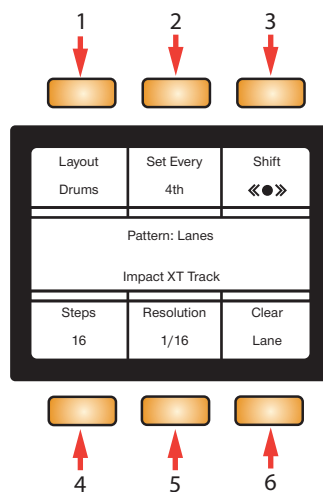 1 2 3
Layout Set Every Shift
Drums 4th «●»
Pattern: Lanes
Impact XT Track
Steps Resolution Clear
16 1/16 Lane
4 5 6